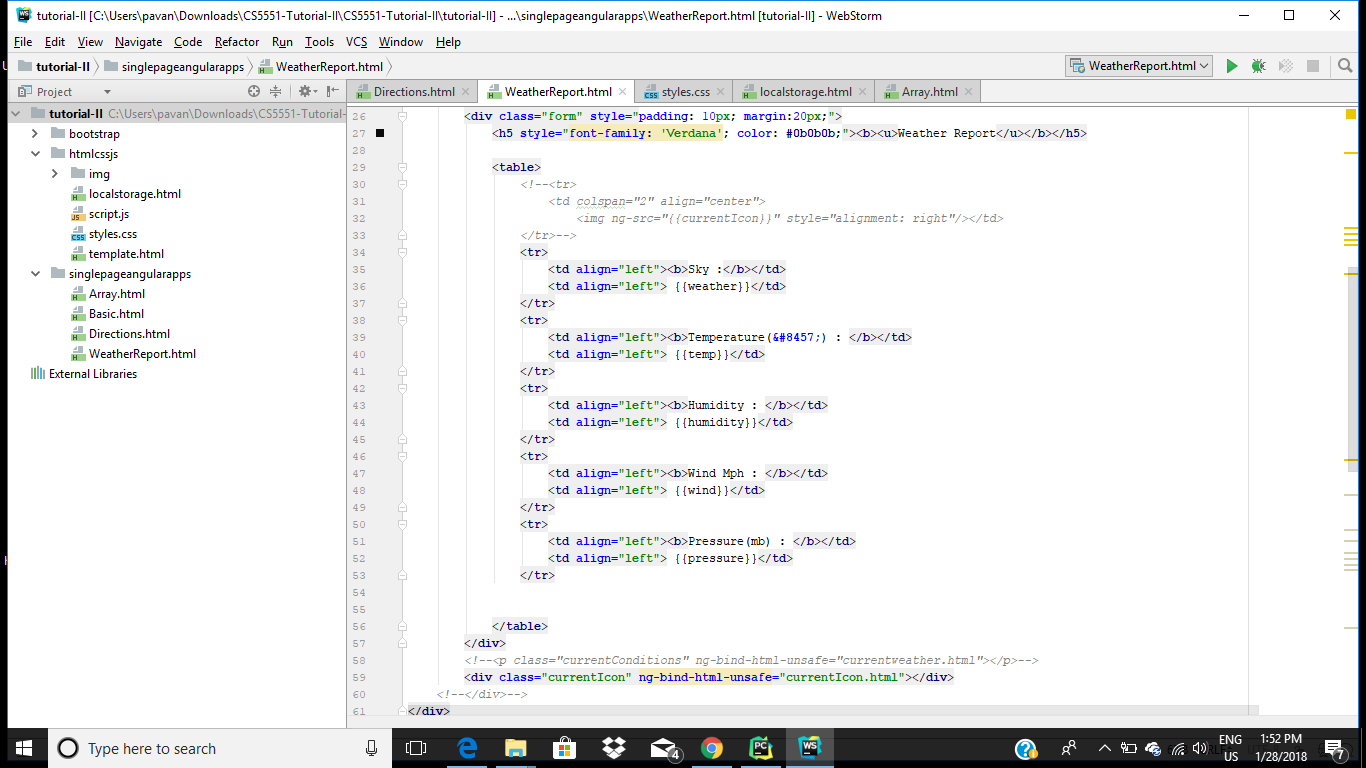 tutorial-II [C:\Users\pavan\Downloads\CS5551-Tutorial-II\CS5551-Tutorial-II\tutorial-II] - ...\singlepageangularapps\WeatherReport.html [tutorial-II] - WebStorm
File Edit View Navigate Code Refactor Run Tools VCS Window Help
tutorial-II singlepageangularapps WeatherReport.html WeatherReport.html
Project Directions.html WeatherReport.html styles.css localstorage.html Array.html
tutorial-II C:\Users\pavan\Downloads\CS5551-Tutorial-
bootstrap
htmlcssjs
img
localstorage.html
script.js
styles.css
template.html
singlepageangularapps
Array.html
Basic.html
Directions.html
WeatherReport.html
External Libraries
26 <div class="form" style="padding: 10px; margin:20px;">
27 <h5 style="font-family: 'Verdana'; color: #0b0b0b;"><b><u>Weather Report</u></b></h5>
28
29 <table>
30 <!--<tr>
31 <td colspan="2" align="center">
32 <img ng-src="{{currentIcon}}" style="alignment: right"/></td>
33 </tr>-->
34 <tr>
35 <td align="left"><b>Sky :</b></td>
36 <td align="left"> {{weather}}</td>
37 </tr>
38 <tr>
39 <td align="left"><b>Temperature(&#8457;) : </b></td>
40 <td align="left"> {{temp}}</td>
41 </tr>
42 <tr>
43 <td align="left"><b>Humidity : </b></td>
44 <td align="left"> {{humidity}}</td>
45 </tr>
46 <tr>
47 <td align="left"><b>Wind Mph : </b></td>
48 <td align="left"> {{wind}}</td>
49 </tr>
50 <tr>
51 <td align="left"><b>Pressure(mb) : </b></td>
52 <td align="left"> {{pressure}}</td>
53 </tr>
54
55
56 </table>
57 </div>
58 <!--<p class="currentConditions" ng-bind-html-unsafe="currentweather.html"></p>-->
59 <div class="currentIcon" ng-bind-html-unsafe="currentIcon.html"></div>
60 <!--</div>-->
61 </div>
Type here to search
4
PC
WS
ENG
US
1:52 PM
1/28/2018
7